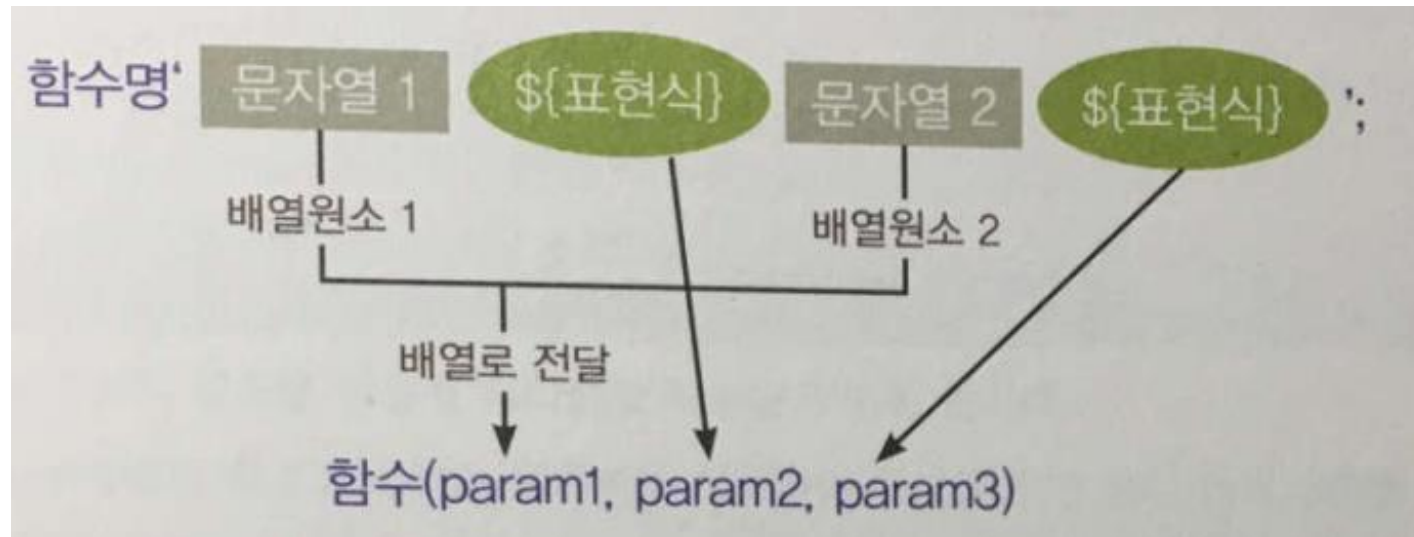 함수명‘ 문자열 1 ${표현식} 문자열 2 ${표현식} ’;
배열원소 1 배열원소 2
배열로 전달
함수(param1, param2, param3)